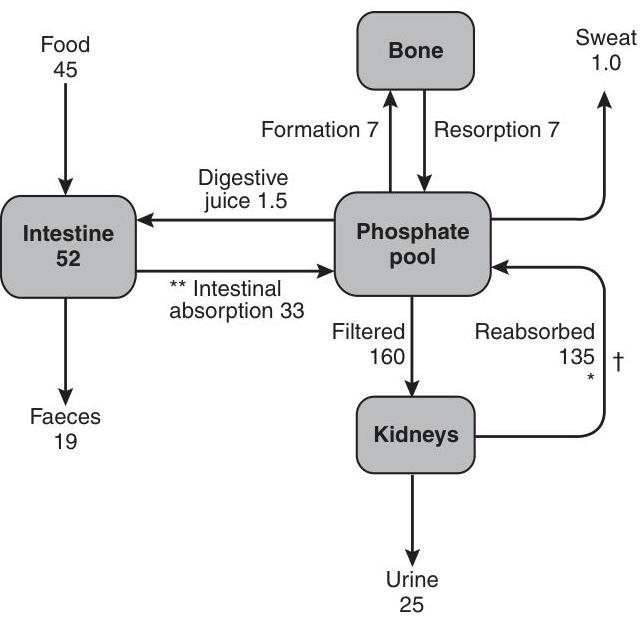 Food
45
Bone
Sweat
1.0
Formation 7
Resorption 7
Digestive
juice 1.5
Intestine
52
Phosphate
pool
** Intestinal
absorption 33
Filtered
160
Reabsorbed
135
*
†
Faeces
19
Kidneys
Urine
25